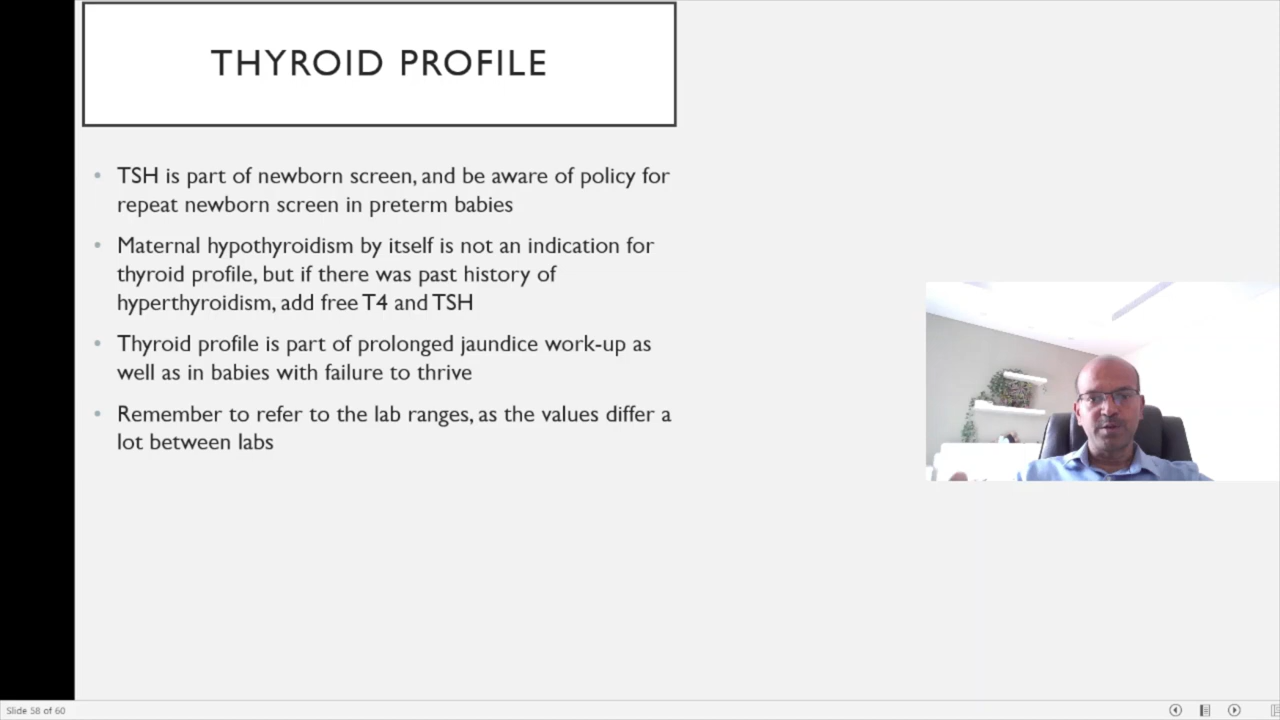 THYROID PROFILE
• TSH is part of newborn screen, and be aware of policy for
repeat newborn screen in preterm babies
• Maternal hypothyroidism by itself is not an indication for
thyroid profile, but if there was past history of
hyperthyroidism, add free T4 and TSH
• Thyroid profile is part of prolonged jaundice work-up as
well as in babies with failure to thrive
• Remember to refer to the lab ranges, as the values differ a
lot between labs
Slide 58 of 60